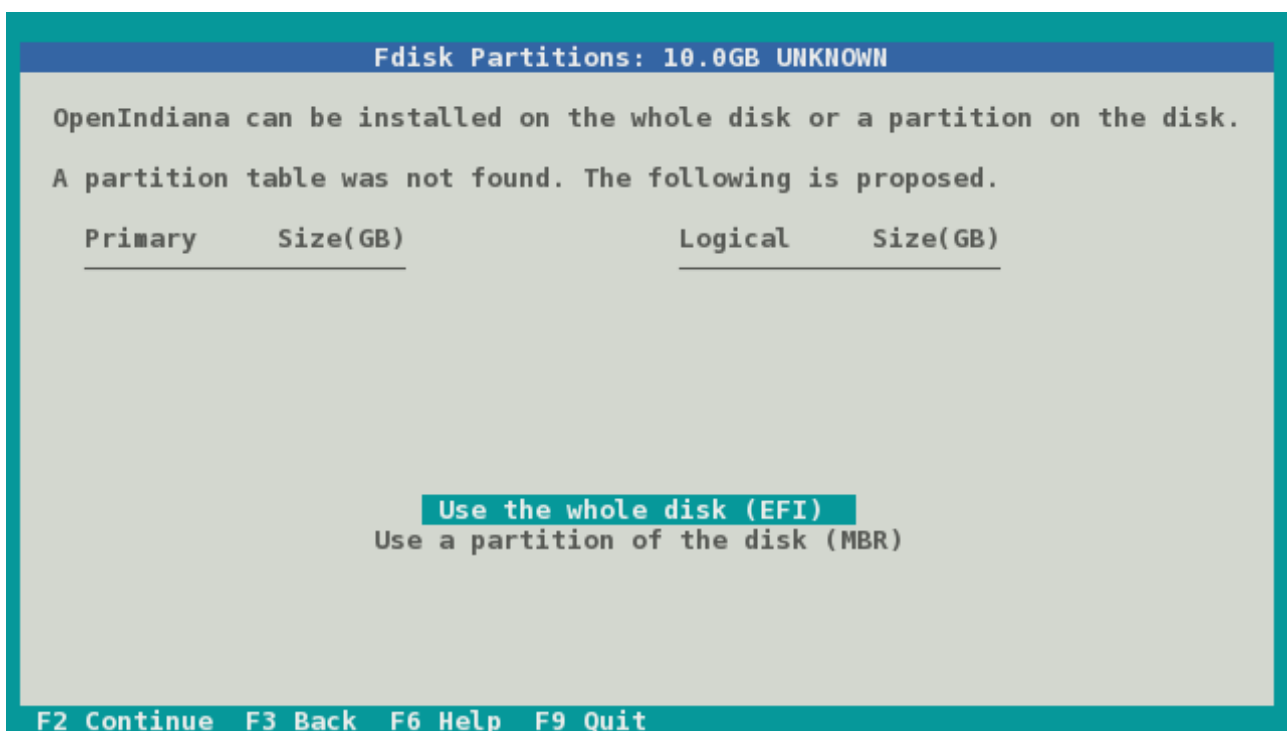 Fdisk Partitions: 10.0GB UNKNOWN
OpenIndiana can be installed on the whole disk or a partition on the disk.
A partition table was not found. The following is proposed.
Primary Size(GB) Logical Size(GB)
Use the whole disk (EFI)
Use a partition of the disk (MBR)
F2 Continue F3 Back F6 Help F9 Quit